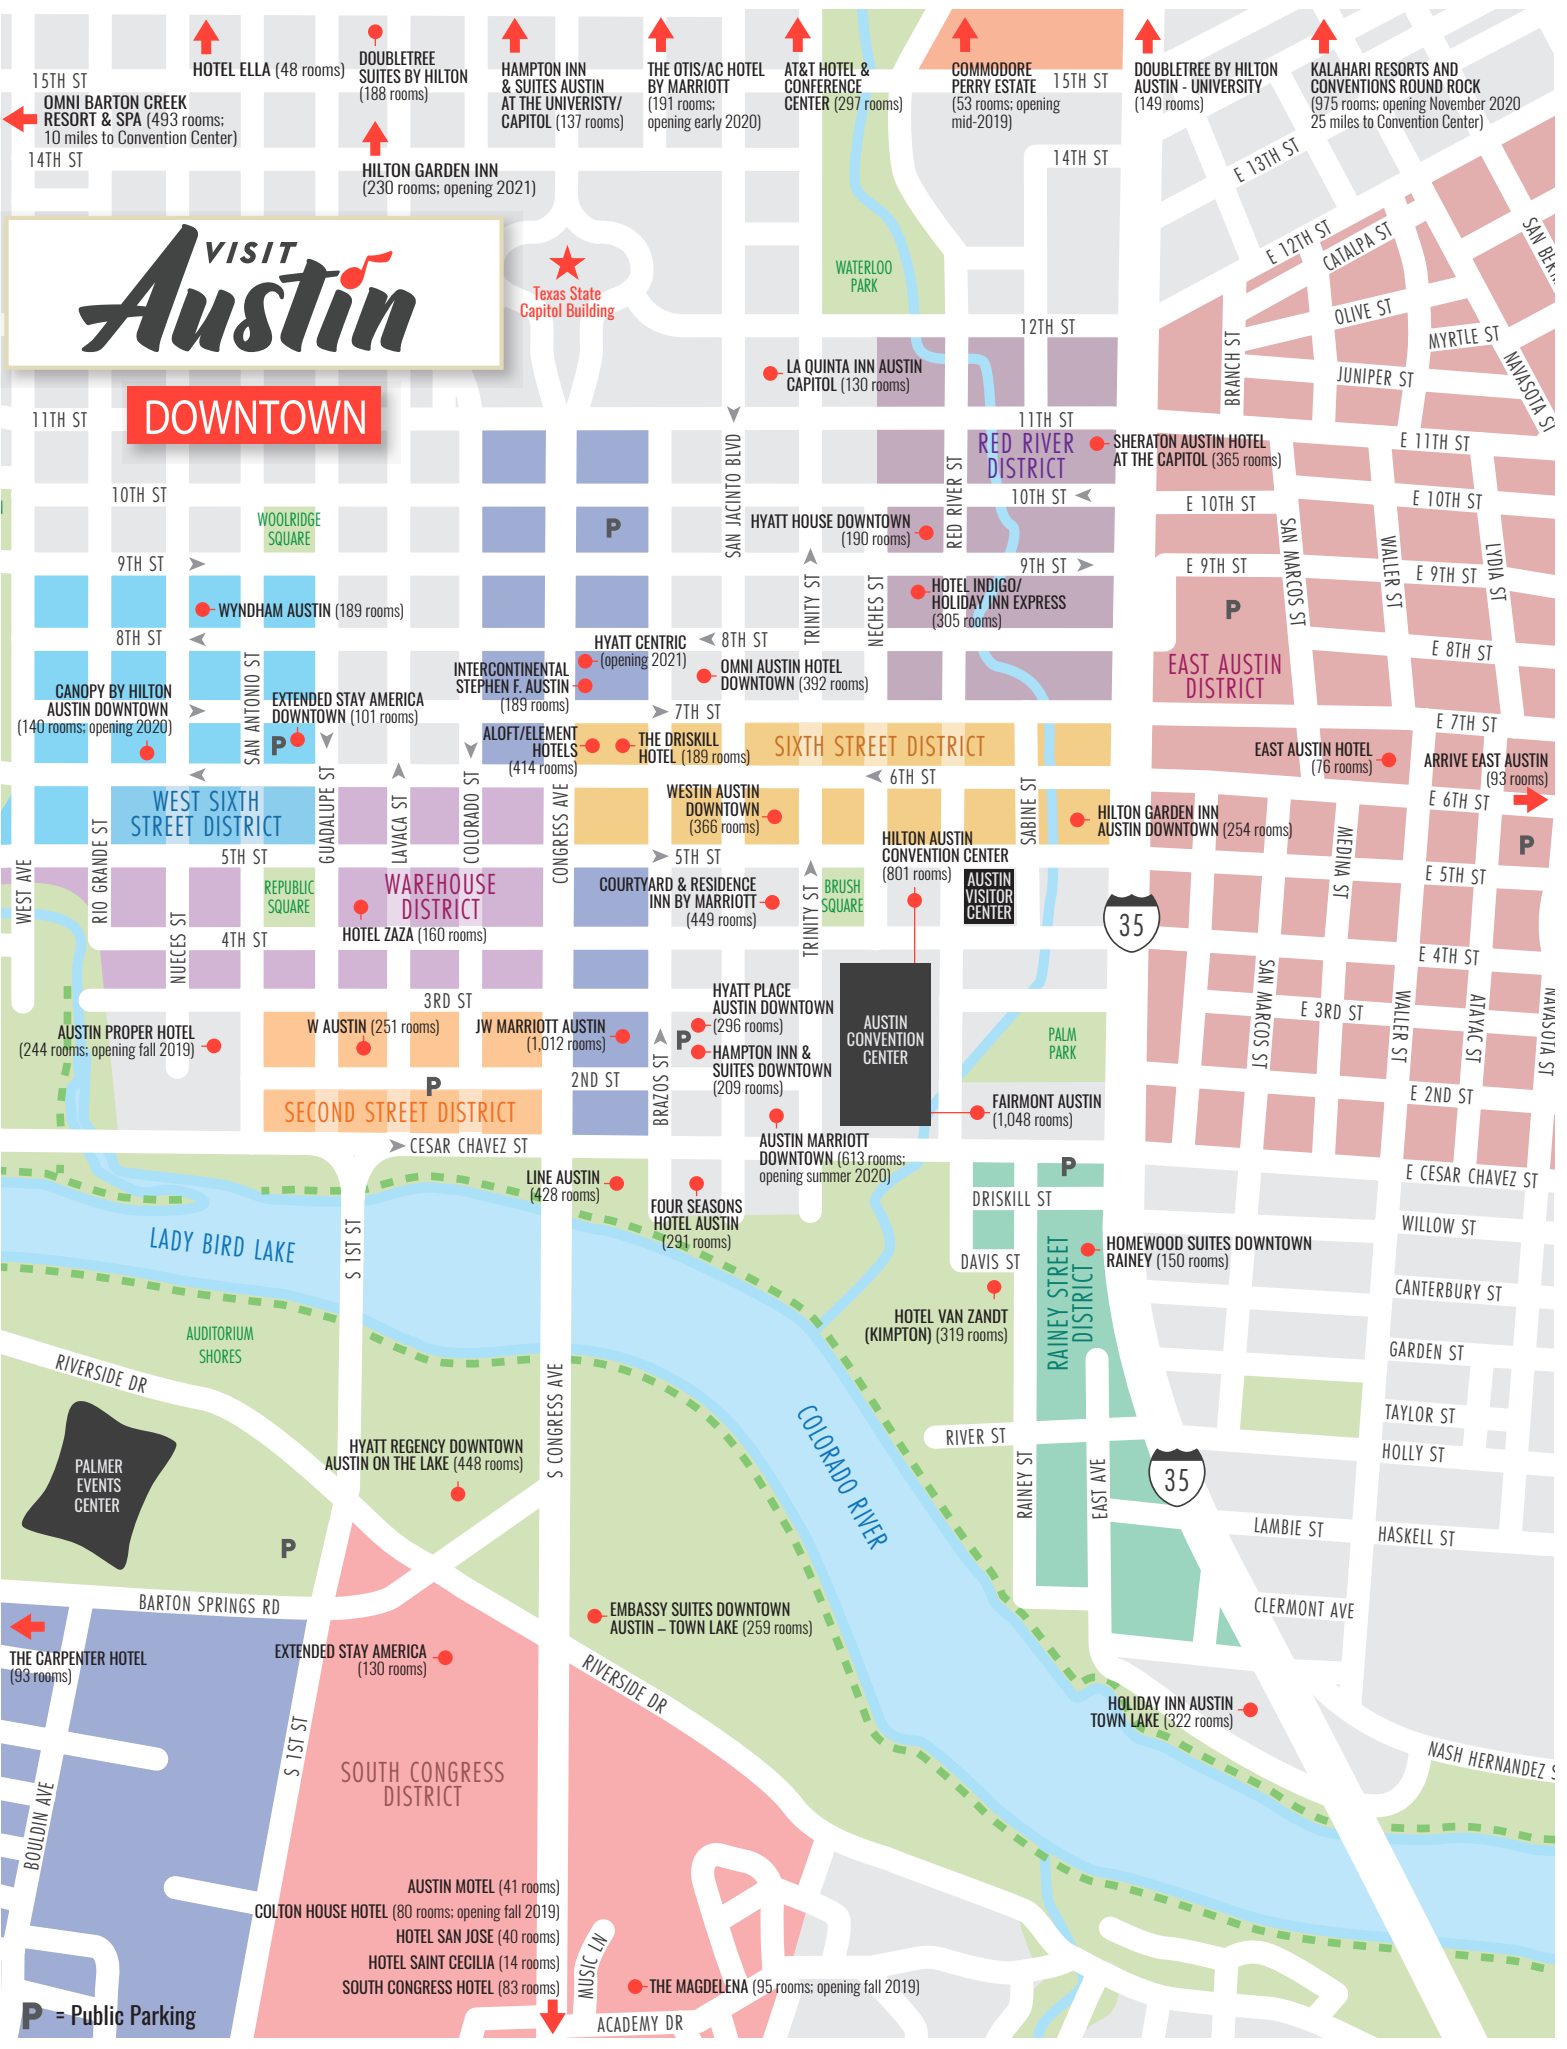 HOTEL ELLA (48 rooms)
DOUBLETREE
SUITES BY HILTON
(188 rooms)
HAMPTON INN
& SUITES AUSTIN
AT THE UNIVERISTY/
CAPITOL (137 rooms)
THE OTIS/AC HOTEL
BY MARRIOTT
(191 rooms;
opening early 2020)
AT&T HOTEL &
CONFERENCE
CENTER (297 rooms)
COMMODORE
PERRY ESTATE
(53 rooms; opening
mid-2019)
15TH ST
DOUBLETREE BY HILTON
AUSTIN - UNIVERSITY
(149 rooms)
KALAHARI RESORTS AND
CONVENTIONS ROUND ROCK
(975 rooms; opening November 2020
25 miles to Convention Center)
15TH ST
OMNI BARTON CREEK
RESORT & SPA (493 rooms;
10 miles to Convention Center)
14TH ST
HILTON GARDEN INN
(230 rooms; opening 2021)
14TH ST
E 13TH ST
E 12TH ST
CATALPA ST
VISIT
Austin
DOWNTOWN
Texas State
Capitol Building
WATERLOO
PARK
12TH ST
OLIVE ST
MYRTLE ST
BRANCH ST
JUNIPER ST
NAVASOTA ST
LA QUINTA INN AUSTIN
CAPITOL (130 rooms)
11TH ST
11TH ST
RED RIVER
DISTRICT
SHERATON AUSTIN HOTEL
AT THE CAPITOL (365 rooms)
E 11TH ST
10TH ST
SAN JACINTO BLVD
RED RIVER ST
10TH ST
E 10TH ST
E 10TH ST
WOOLRIDGE
SQUARE
P
HYATT HOUSE DOWNTOWN
(190 rooms)
SAN MARCOS ST
WALLER ST
LYDIA ST
9TH ST
9TH ST
E 9TH ST
E 9TH ST
WYNDHAM AUSTIN (189 rooms)
TRINITY ST
NECHES ST
HOTEL INDIGO/
HOLIDAY INN EXPRESS
(305 rooms)
P
8TH ST
HYATT CENTRIC
(opening 2021)
8TH ST
E 8TH ST
SAN ANTONIO ST
INTERCONTINENTAL
STEPHEN F. AUSTIN
(189 rooms)
OMNI AUSTIN HOTEL
DOWNTOWN (392 rooms)
EAST AUSTIN
DISTRICT
CANOPY BY HILTON
AUSTIN DOWNTOWN
(140 rooms; opening 2020)
EXTENDED STAY AMERICA
DOWNTOWN (101 rooms)
P
7TH ST
E 7TH ST
ALOFT/ELEMENT
HOTELS
(414 rooms)
THE DRISKILL
HOTEL (189 rooms)
SIXTH STREET DISTRICT
EAST AUSTIN HOTEL
(76 rooms)
ARRIVE EAST AUSTIN
(93 rooms)
6TH ST
E 6TH ST
WEST SIXTH
STREET DISTRICT
GUADALUPE ST
LAVACA ST
COLORADO ST
CONGRESS AVE
WESTIN AUSTIN
DOWNTOWN
(366 rooms)
SABINE ST
HILTON GARDEN INN
AUSTIN DOWNTOWN (254 rooms)
MEDINA ST
P
HILTON AUSTIN
CONVENTION CENTER
(801 rooms)
WEST AVE
RIO GRANDE ST
5TH ST
5TH ST
E 5TH ST
REPUBLIC
SQUARE
WAREHOUSE
DISTRICT
COURTYARD & RESIDENCE
INN BY MARRIOTT
(449 rooms)
TRINITY ST
BRUSH
SQUARE
AUSTIN
VISITOR
CENTER
35
NUECES ST
4TH ST
HOTEL ZAZA (160 rooms)
E 4TH ST
3RD ST
SAN MARCOS ST
E 3RD ST
WALLER ST
ATAYAC ST
NAVASOTA ST
AUSTIN PROPER HOTEL
(244 rooms; opening fall 2019)
W AUSTIN (251 rooms)
JW MARRIOTT AUSTIN
(1,012 rooms)
HYATT PLACE
AUSTIN DOWNTOWN
(296 rooms)
P
HAMPTON INN &
SUITES DOWNTOWN
(209 rooms)
AUSTIN
CONVENTION
CENTER
PALM
PARK
P
2ND ST
BRAZOS ST
E 2ND ST
SECOND STREET DISTRICT
FAIRMONT AUSTIN
(1,048 rooms)
CESAR CHAVEZ ST
AUSTIN MARRIOTT
DOWNTOWN (613 rooms;
opening summer 2020)
P
E CESAR CHAVEZ ST
LINE AUSTIN
(428 rooms)
FOUR SEASONS
HOTEL AUSTIN
(291 rooms)
DRISKILL ST
WILLOW ST
LADY BIRD LAKE
S 1ST ST
DAVIS ST
RAINEY STREET
DISTRICT
HOMEWOOD SUITES DOWNTOWN
RAINEY (150 rooms)
CANTERBURY ST
HOTEL VAN ZANDT
(KIMPTON) (319 rooms)
AUDITORIUM
SHORES
GARDEN ST
RIVERSIDE DR
S CONGRESS AVE
COLORADO RIVER
TAYLOR ST
RIVER ST
HOLLY ST
PALMER
EVENTS
CENTER
HYATT REGENCY DOWNTOWN
AUSTIN ON THE LAKE (448 rooms)
RAINEY ST
EAST AVE
35
P
LAMBIE ST
HASKELL ST
BARTON SPRINGS RD
EMBASSY SUITES DOWNTOWN
AUSTIN – TOWN LAKE (259 rooms)
CLERMONT AVE
THE CARPENTER HOTEL
(93 rooms)
EXTENDED STAY AMERICA
(130 rooms)
RIVERSIDE DR
HOLIDAY INN AUSTIN
TOWN LAKE (322 rooms)
S 1ST ST
NASH HERNANDEZ
SOUTH CONGRESS
DISTRICT
BOULDIN AVE
AUSTIN MOTEL (41 rooms)
COLTON HOUSE HOTEL (80 rooms; opening fall 2019)
HOTEL SAN JOSE (40 rooms)
HOTEL SAINT CECILIA (14 rooms)
SOUTH CONGRESS HOTEL (83 rooms)
MUSIC LN
THE MAGDELENA (95 rooms; opening fall 2019)
P = Public Parking
ACADEMY DR